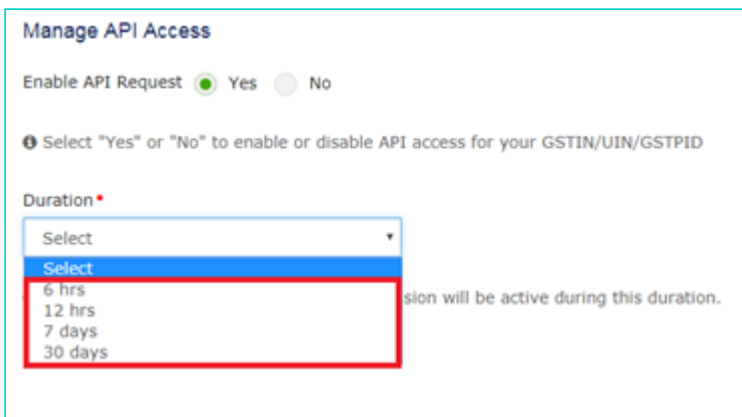 Manage API Access
Enable API Request Yes No
Select "Yes" or "No" to enable or disable API access for your GSTIN/UIN/GSTPID
Duration•
Select
Select
6 hrs
sion will be active during this duration.
12 hrs
7 days
30 days